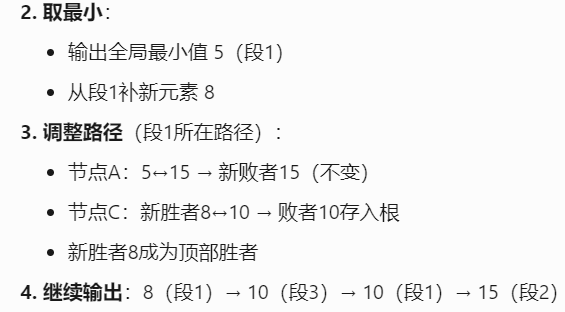 2. 取最小：
• 输出全局最小值 5（段1）
• 从段1补新元素 8
3. 调整路径（段1所在路径）：
• 节点A：5↔15 → 新败者15（不变）
• 节点C：新胜者8↔10 → 败者10存入根
• 新胜者8成为顶部胜者
4. 继续输出：8（段1）→ 10（段3）→ 10（段1）→ 15（段2）